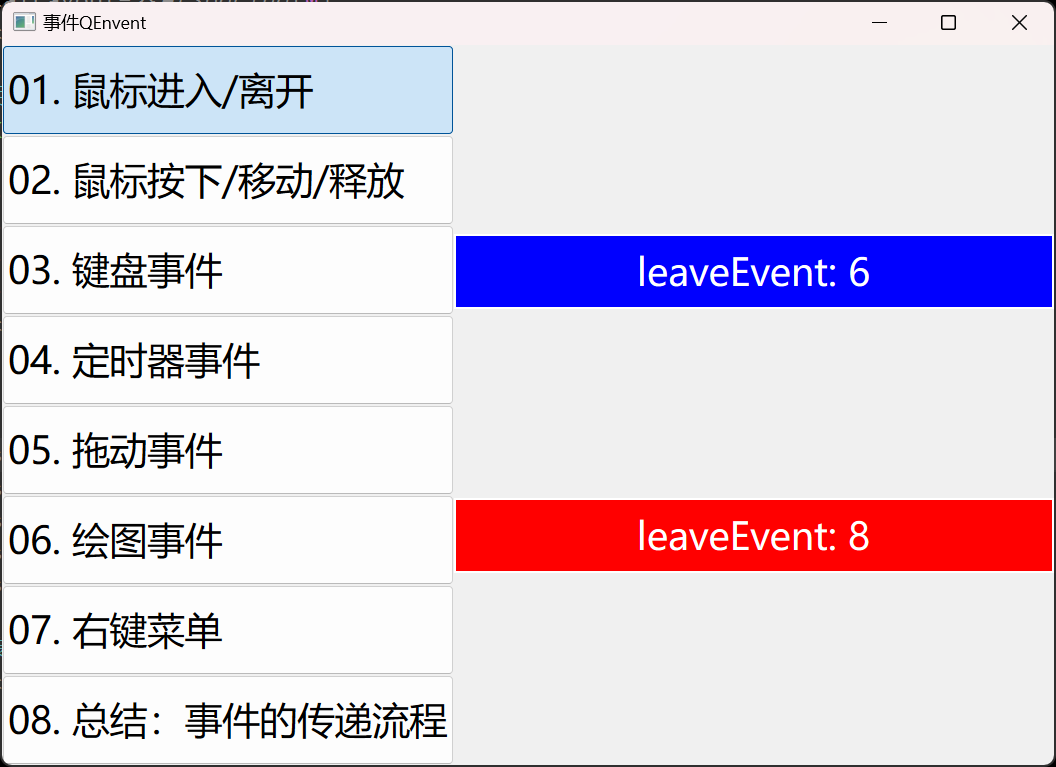 事件QEnvent
01. 鼠标进入/离开
02. 鼠标按下/移动/释放
03. 键盘事件
04. 定时器事件
05. 拖动事件
06. 绘图事件
07. 右键菜单
08. 总结：事件的传递流程
leaveEvent: 6
leaveEvent: 8